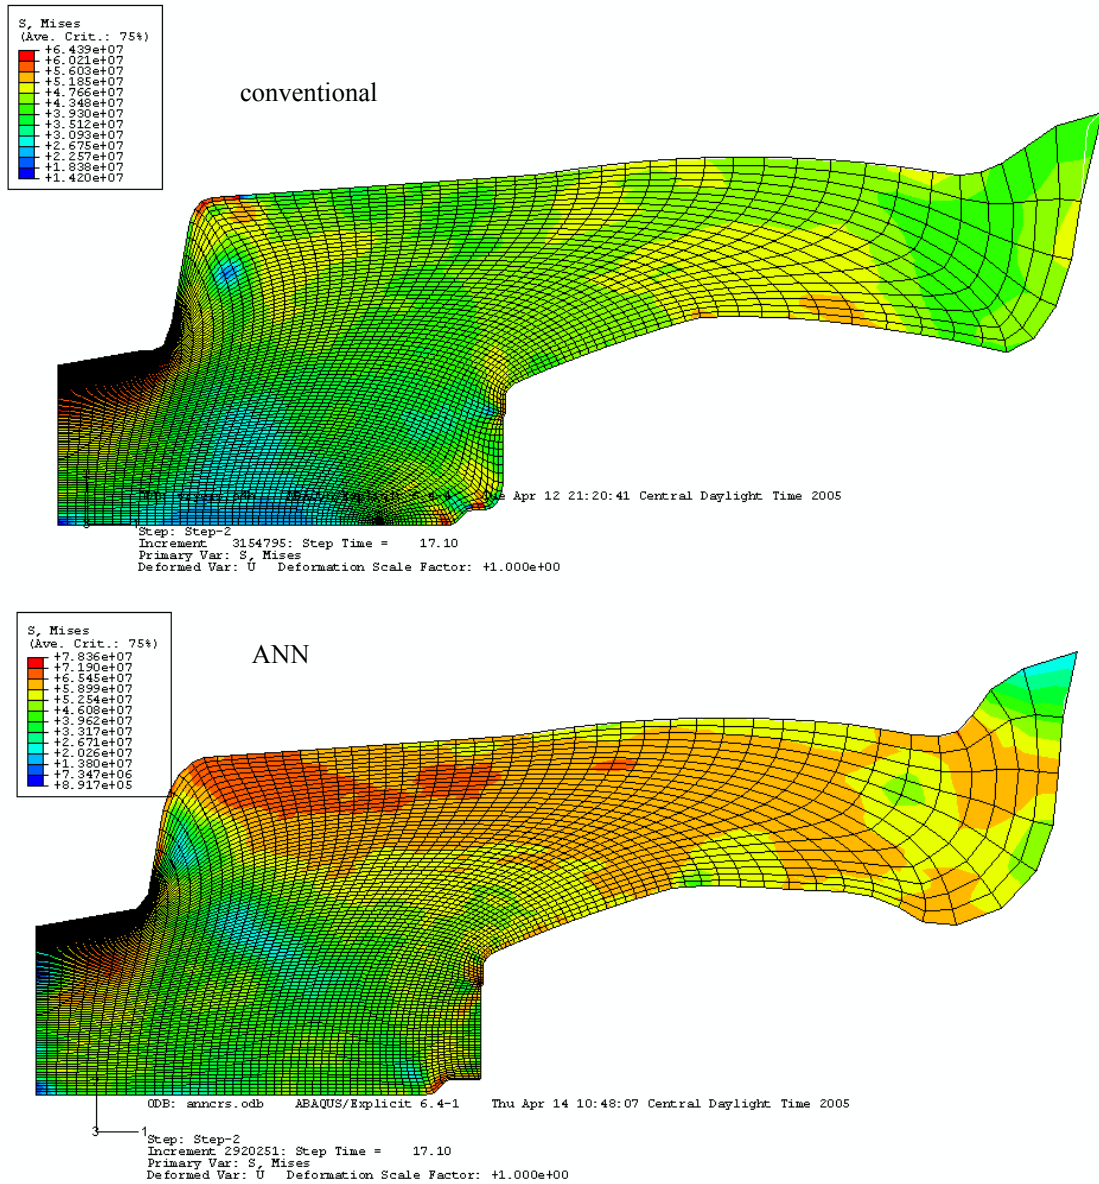 S, Mises
(Ave. Crit.: 75%)
+6.439e+07
+6.021e+07
+5.603e+07
+5.185e+07
+4.766e+07
+4.348e+07
+3.930e+07
+3.512e+07
+3.093e+07
+2.675e+07
+2.257e+07
+1.838e+07
+1.420e+07
conventional
Apr 12 21:20:41 Central Daylight Time 2005
3 1
Step: Step-2
Increment 3154795: Step Time = 17.10
Primary Var: S, Mises
Deformed Var: U Deformation Scale Factor: +1.000e+00
S, Mises
(Ave. Crit.: 75%)
+7.836e+07
+7.190e+07
+6.545e+07
+5.899e+07
+5.254e+07
+4.608e+07
+3.962e+07
+3.317e+07
+2.671e+07
+2.026e+07
+1.380e+07
+7.347e+06
+8.917e+05
ANN
ODB: anncrs.odb ABAQUS/Explicit 6.4-1 Thu Apr 14 10:48:07 Central Daylight Time 2005
3 1
Step: Step-2
Increment 2920251: Step Time = 17.10
Primary Var: S, Mises
Deformed Var: U Deformation Scale Factor: +1.000e+00